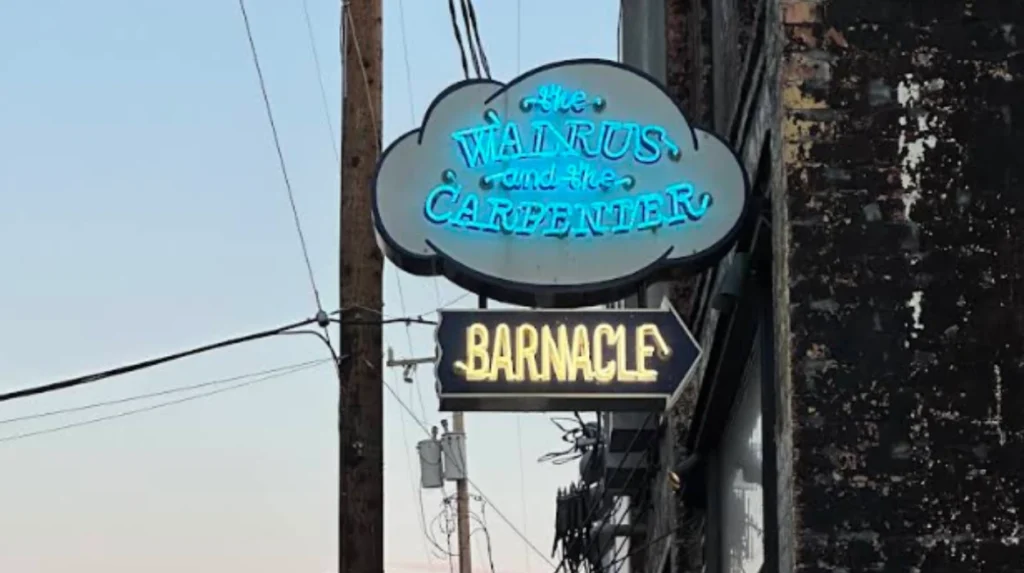 the
WALRUS
and the
CARPENTER
BARNACLE